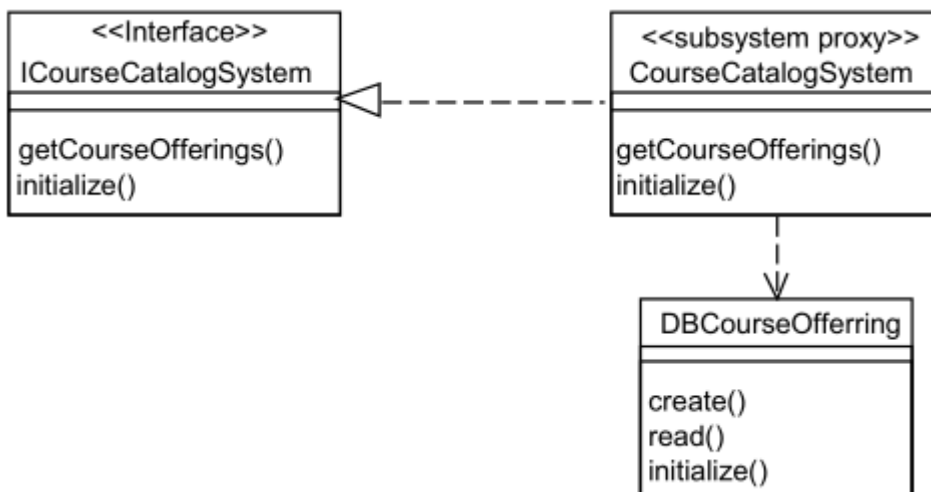 <<Interface>>
ICourseCatalogSystem
getCourseOfferings()
initialize()
<<subsystem proxy>>
CourseCatalogSystem
getCourseOfferings()
initialize()
DBCourseOfferring
create()
read()
initialize()